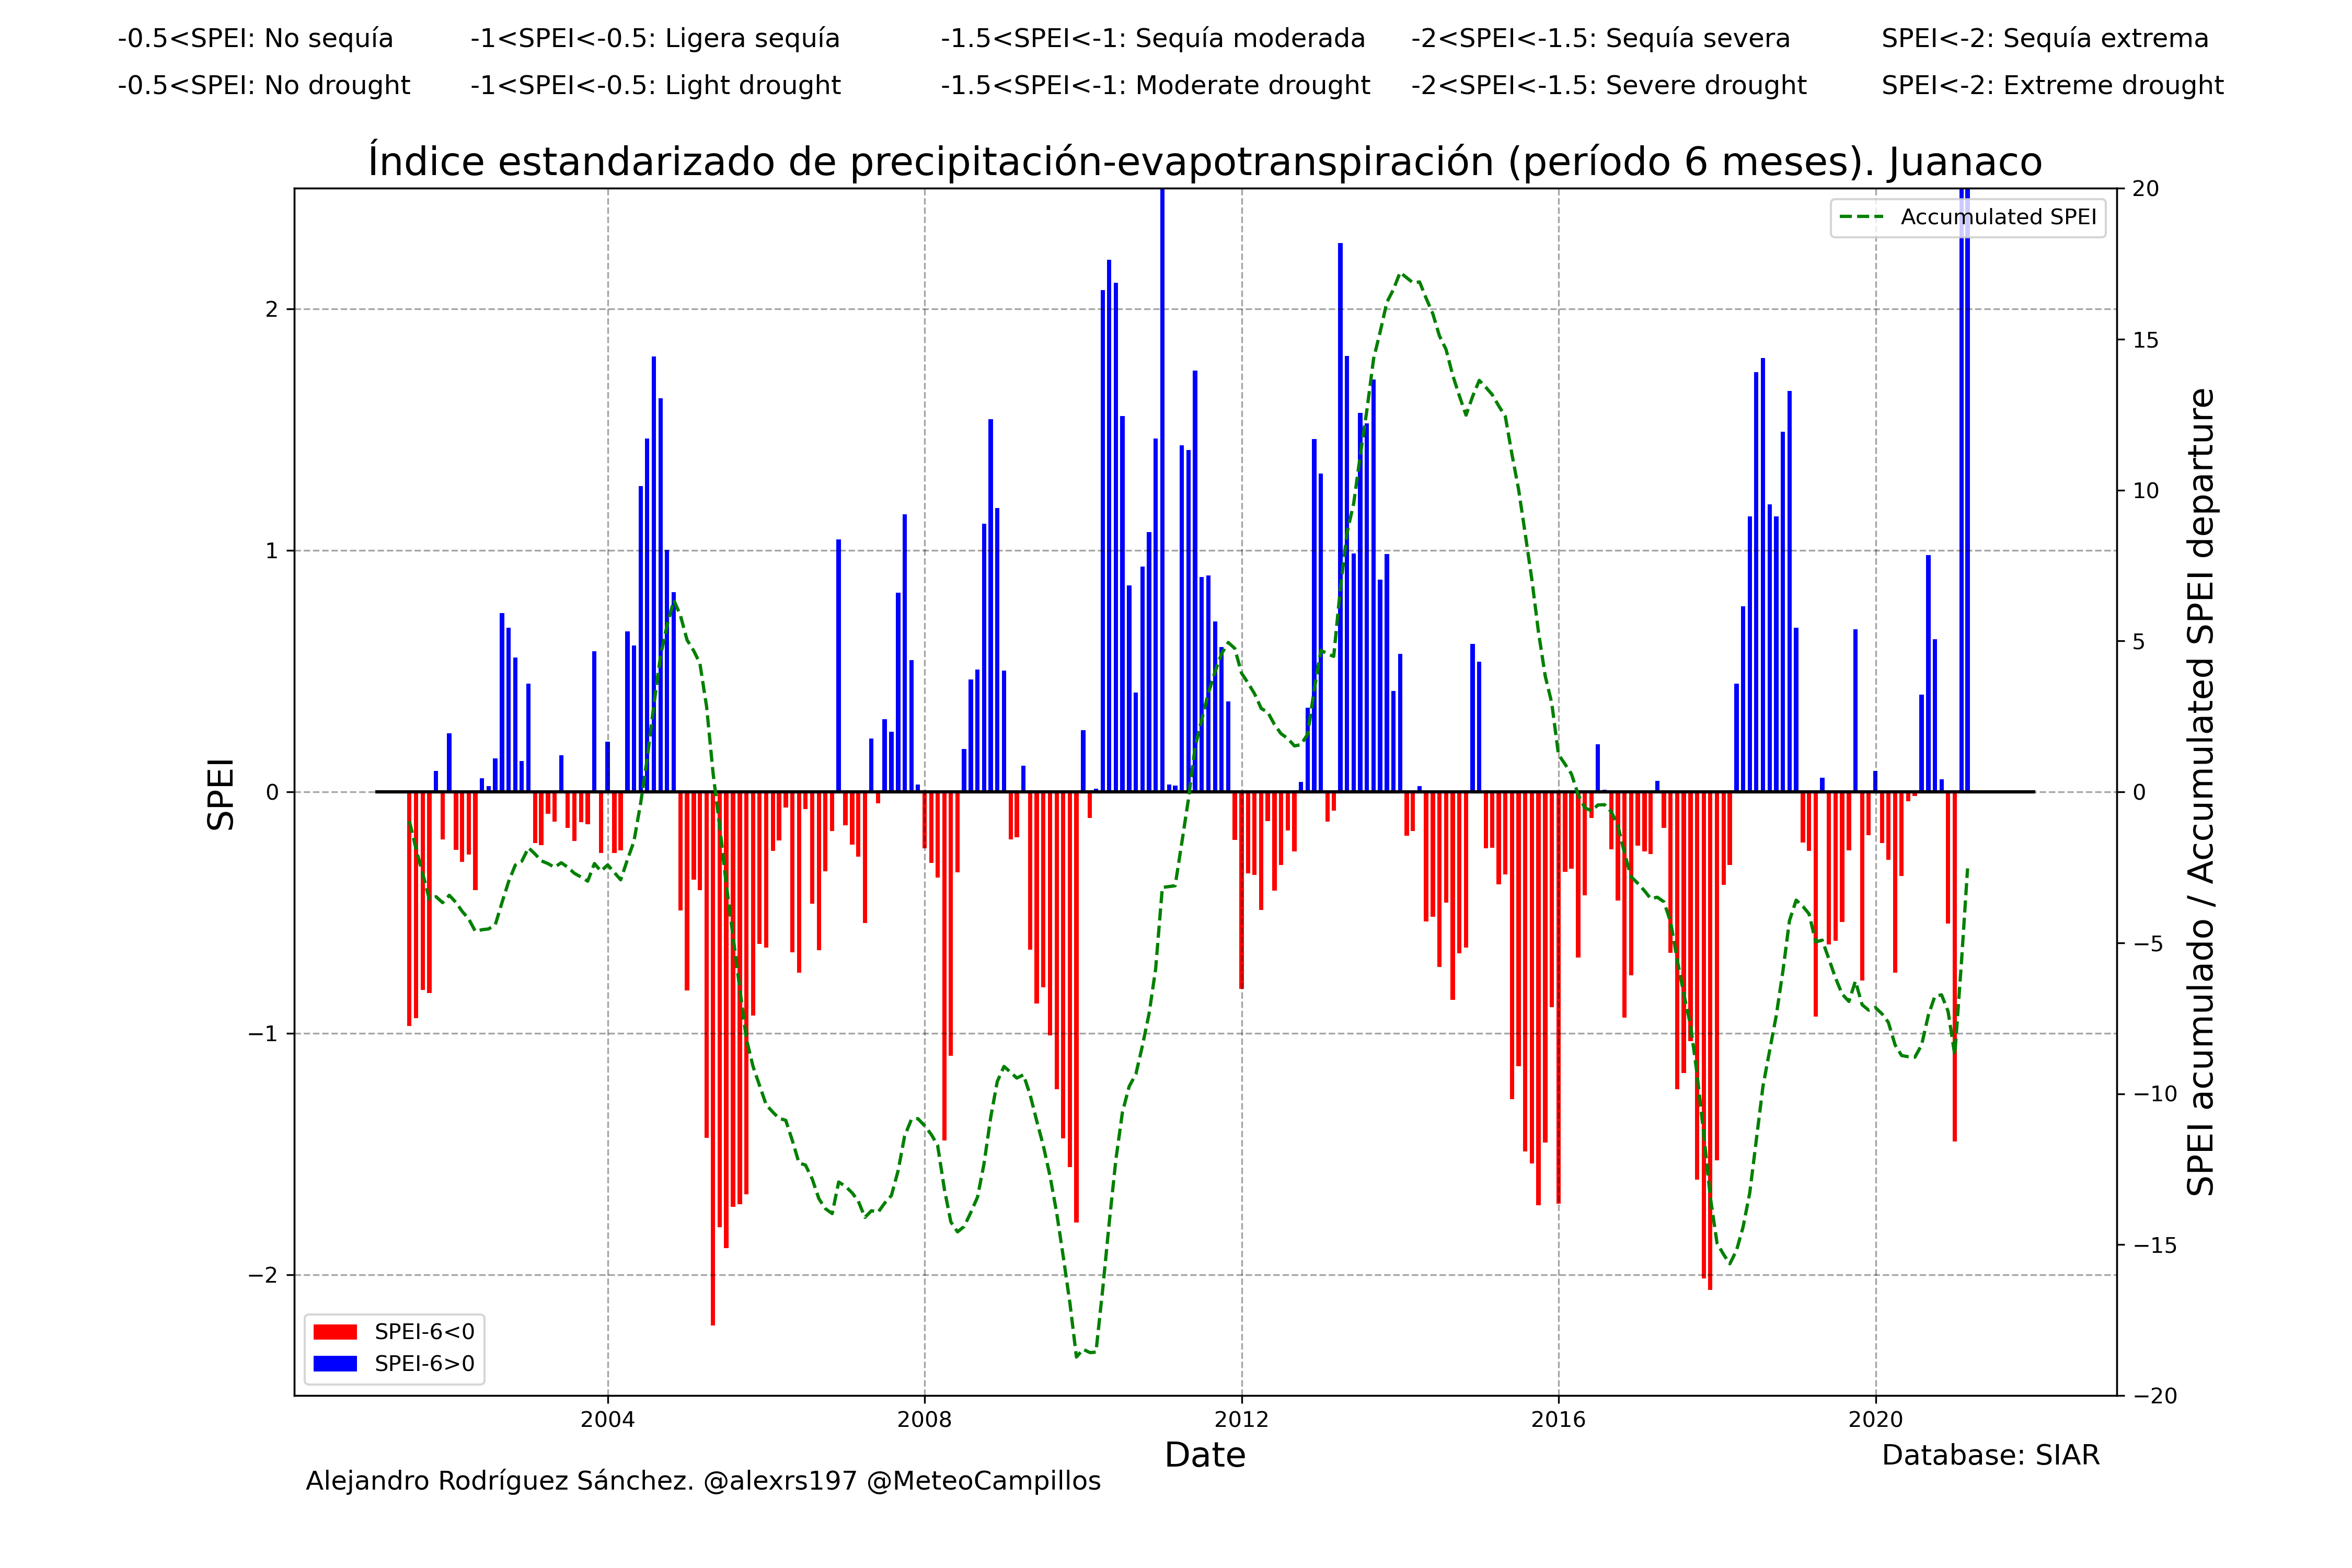 -0.5<SPEI: No sequía -1<SPEI<-0.5: Ligera sequía -1.5<SPEI<-1: Sequía moderada -2<SPEI<-1.5: Sequía severa SPEI<-2: Sequía extrema
-0.5<SPEI: No drought -1<SPEI<-0.5: Light drought -1.5<SPEI<-1: Moderate drought -2<SPEI<-1.5: Severe drought SPEI<-2: Extreme drought
Índice estandarizado de precipitación-evapotranspiración (período 6 meses). Juanaco
Accumulated SPEI
SPEI
2
1
0
−1
−2
20
15
10
5
0
−5
−10
−15
−20
SPEI acumulado / Accumulated SPEI departure
SPEI-6<0
SPEI-6>0
2004 2008 2012 2016 2020
Date
Database: SIAR
Alejandro Rodríguez Sánchez. @alexrs197 @MeteoCampillos